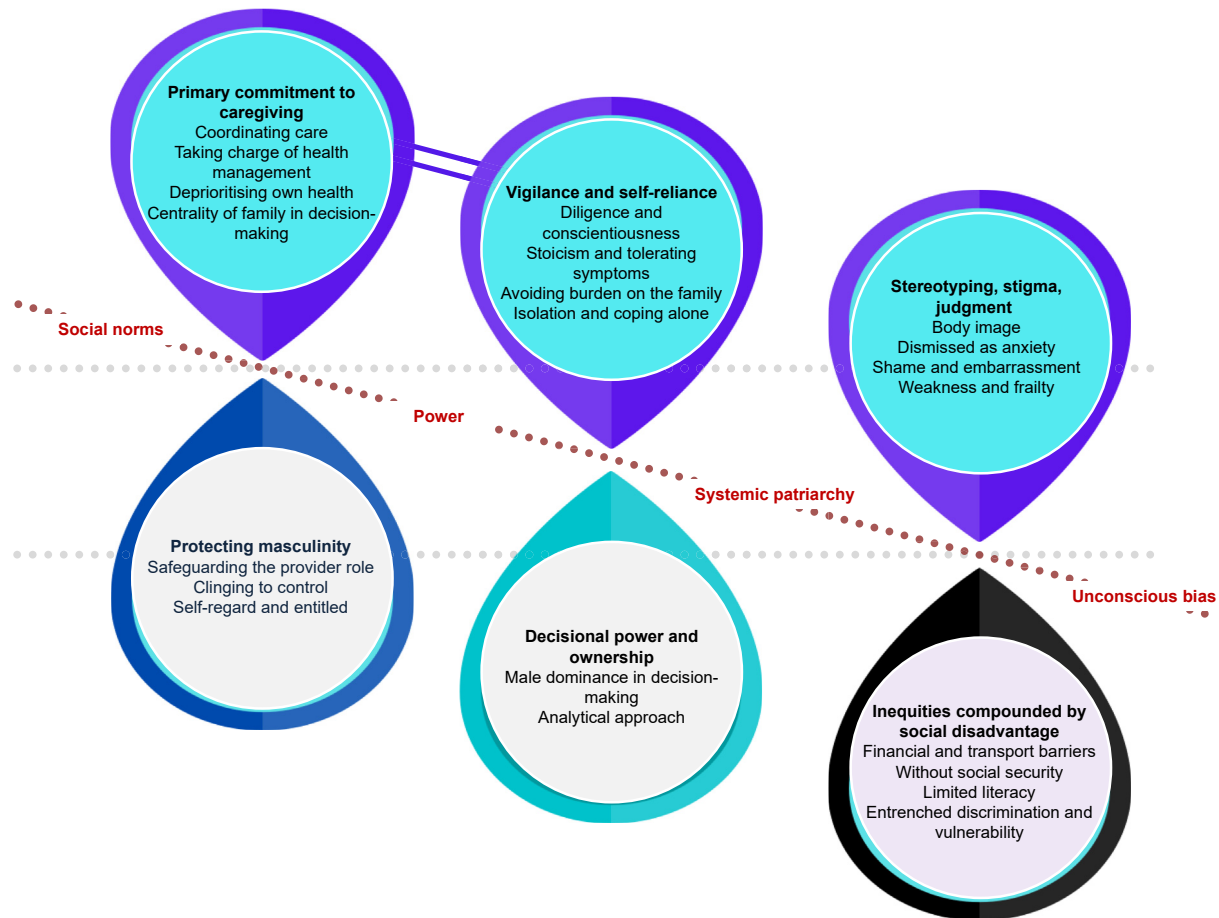 Primary commitment to
caregiving
Coordinating care
Taking charge of health
management
Deprioritising own health
Centrality of family in decision-
making
Vigilance and self-reliance
Diligence and
conscientiousness
Stoicism and tolerating
symptoms
Avoiding burden on the family
Isolation and coping alone
Stereotyping, stigma,
judgment
Body image
Dismissed as anxiety
Shame and embarrassment
Weakness and frailty
Social norms
Power
Systemic patriarchy
Unconscious bias
Protecting masculinity
Safeguarding the provider role
Clinging to control
Self-regard and entitled
Decisional power and
ownership
Male dominance in decision-
making
Analytical approach
Inequities compounded by
social disadvantage
Financial and transport barriers
Without social security
Limited literacy
Entrenched discrimination and
vulnerability